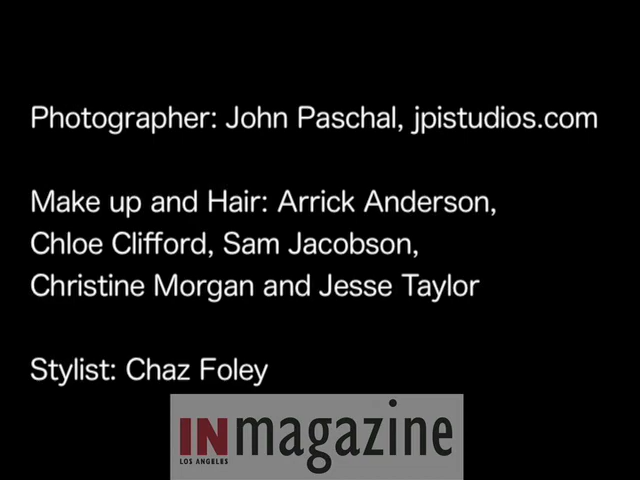 Photographer: John Paschal, jpistudios.com
Make up and Hair: Arrick Anderson,
Chloe Clifford, Sam Jacobson,
Christine Morgan and Jesse Taylor
Stylist: Chaz Foley
INmagazine
LOS ANGELES